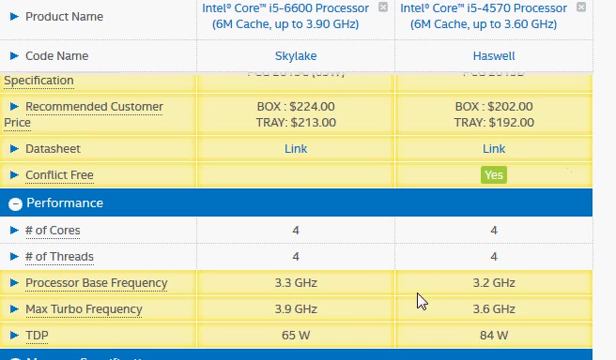 Product Name
Intel® Core™ i5-6600 Processor
(6M Cache, up to 3.90 GHz)
Intel® Core™ i5-4570 Processor
(6M Cache, up to 3.60 GHz)
Code Name Skylake Haswell
Specification
Recommended Customer
Price
BOX : $224.00
TRAY: $213.00
BOX : $202.00
TRAY: $192.00
Datasheet Link Link
Conflict Free Yes
Performance
# of Cores 4 4
# of Threads 4 4
Processor Base Frequency 3.3 GHz 3.2 GHz
Max Turbo Frequency 3.9 GHz 3.6 GHz
TDP 65 W 84 W